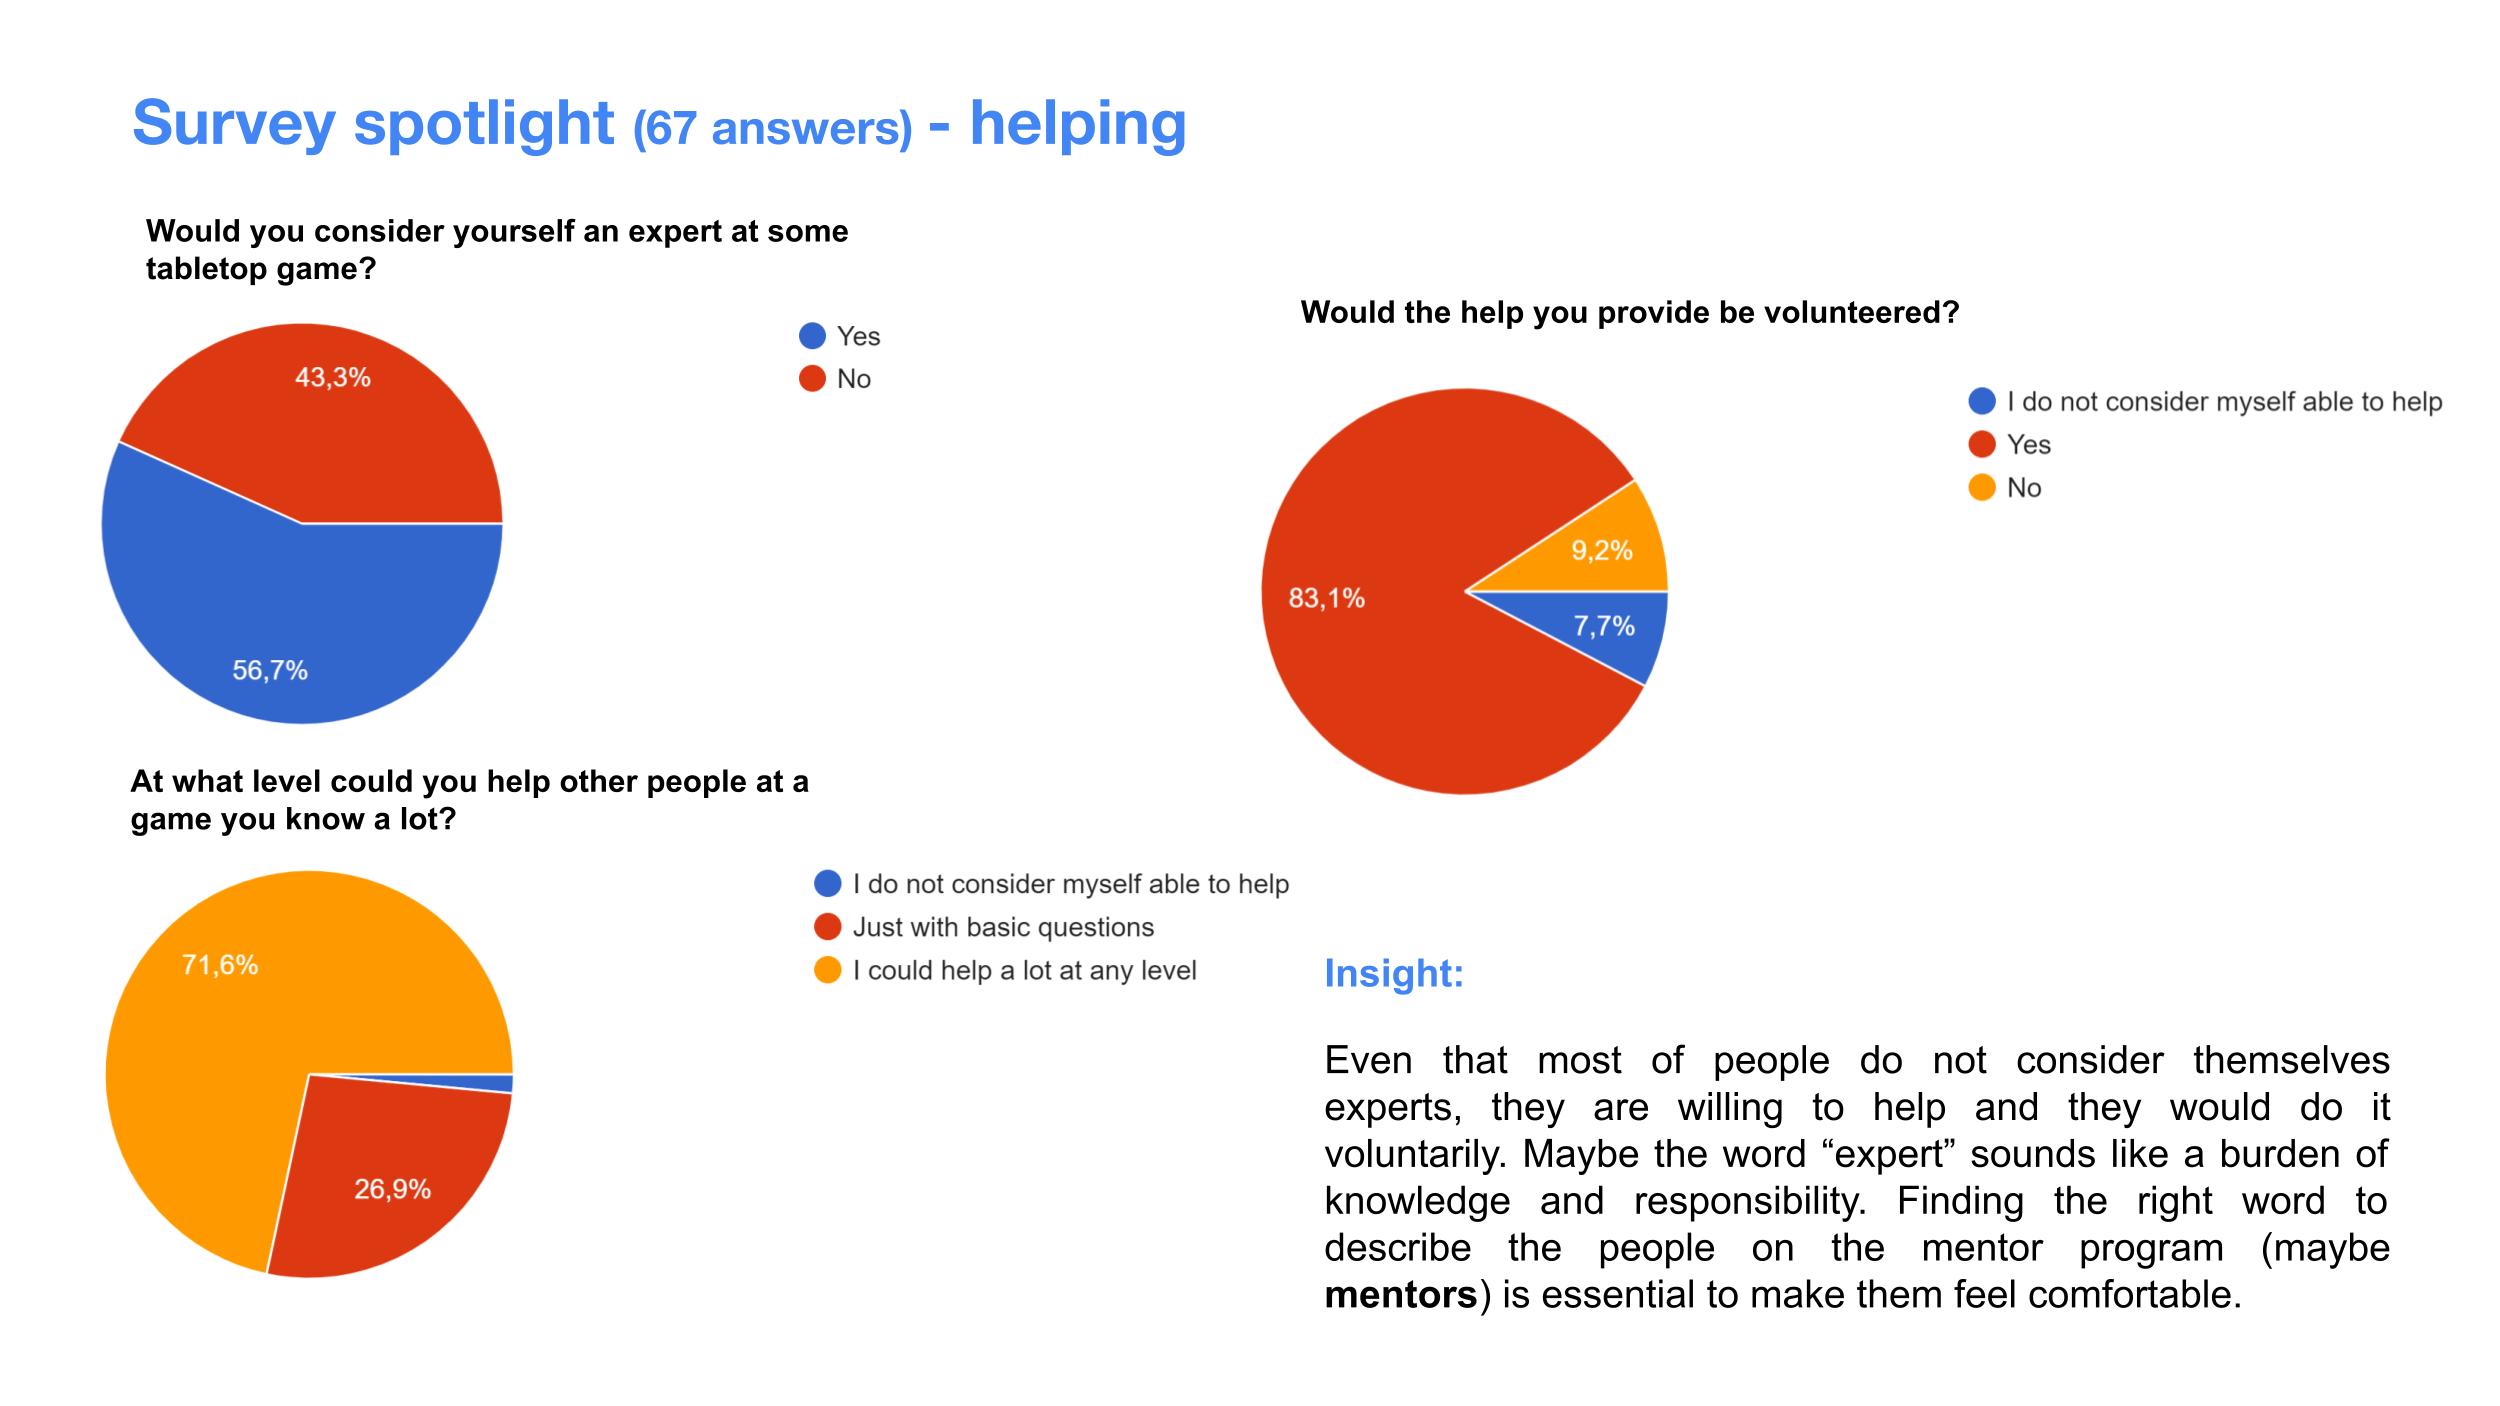 Survey spotlight (67 answers) - helping
Would you consider yourself an expert at some
tabletop game?
Yes
No
43,3%
56,7%
Would the help you provide be volunteered?
I do not consider myself able to help
Yes
No
9,2%
83,1%
7,7%
At what level could you help other people at a
game you know a lot?
I do not consider myself able to help
Just with basic questions
I could help a lot at any level
71,6%
26,9%
Insight:
Even that most of people do not consider themselves
experts, they are willing to help and they would do it
voluntarily. Maybe the word “expert” sounds like a burden of
knowledge and responsibility. Finding the right word to
describe the people on the mentor program (maybe
mentors) is essential to make them feel comfortable.